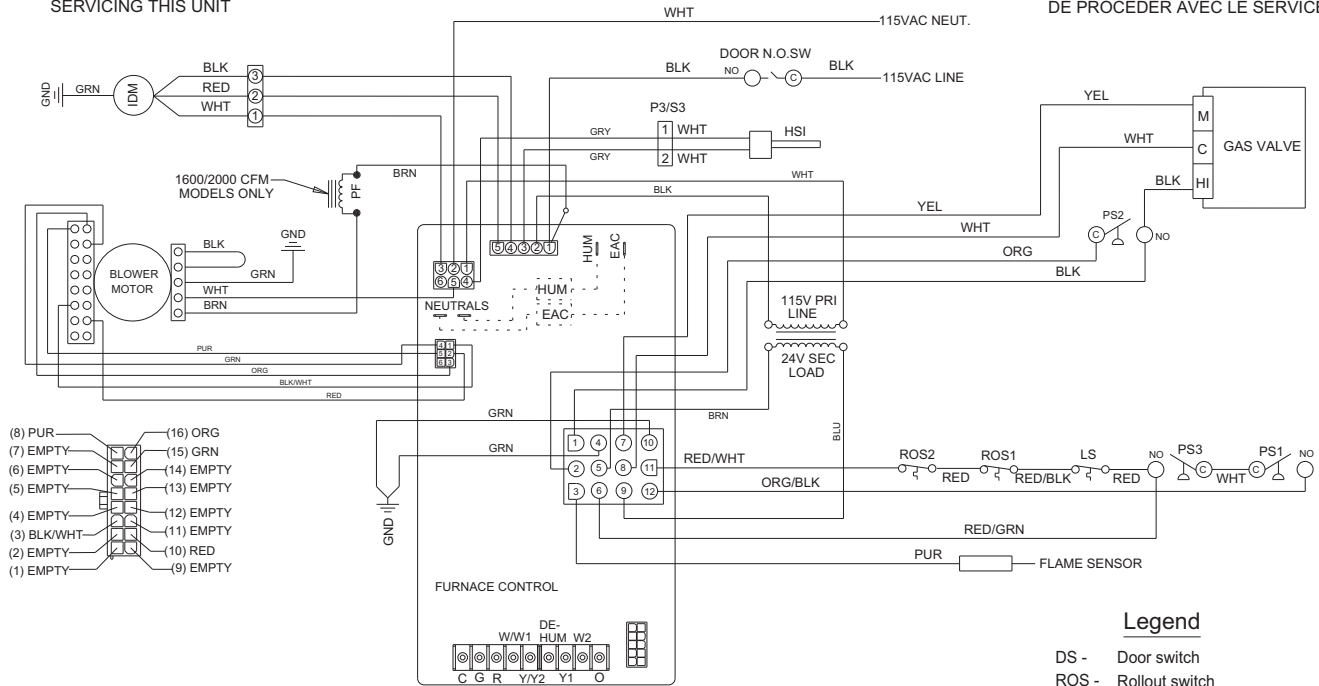 SERVICING THIS UNIT
DE PROCEDER AVEC LE SERVICE
WHT
115VAC NEUT.
DOOR N.O.SW
BLK
NO
C
BLK
115VAC LINE
GND
GRN
IDM
BLK
RED
WHT
3
2
1
P3/S3
GRY
GRY
1 WHT
2 WHT
HSI
YEL
WHT
BLK
M
C
HI
GAS VALVE
1600/2000 CFM
MODELS ONLY
PF
BRN
WHT
BLK
YEL
WHT
ORG
BLK
PS2
C
NO
BLOWER
MOTOR
BLK
GND
GRN
WHT
BRN
5 4 3 2 1
3 2 1
6 5 4
HUM
EAC
HUM
EAC
NEUTRALS
115V PRI
LINE
24V SEC
LOAD
4 1
5 2
6 3
PUR
GRN
ORG
BLK/WHT
RED
BRN
BLU
GRN
GRN
GND
1 4 7 10
2 5 8 11
3 6 9 12
RED/WHT
ROS2
RED
ROS1
RED/BLK
LS
RED
NO
PS3
C
WHT
C
PS1
NO
ORG/BLK
RED/GRN
PUR
FLAME SENSOR
(8) PUR
(7) EMPTY
(6) EMPTY
(5) EMPTY
(4) EMPTY
(3) BLK/WHT
(2) EMPTY
(1) EMPTY
(16) ORG
(15) GRN
(14) EMPTY
(13) EMPTY
(12) EMPTY
(11) EMPTY
(10) RED
(9) EMPTY
FURNACE CONTROL
W/W1
DE-
HUM W2
C G R Y/Y2 Y1 O
Legend
DS - Door switch
ROS - Rollout switch